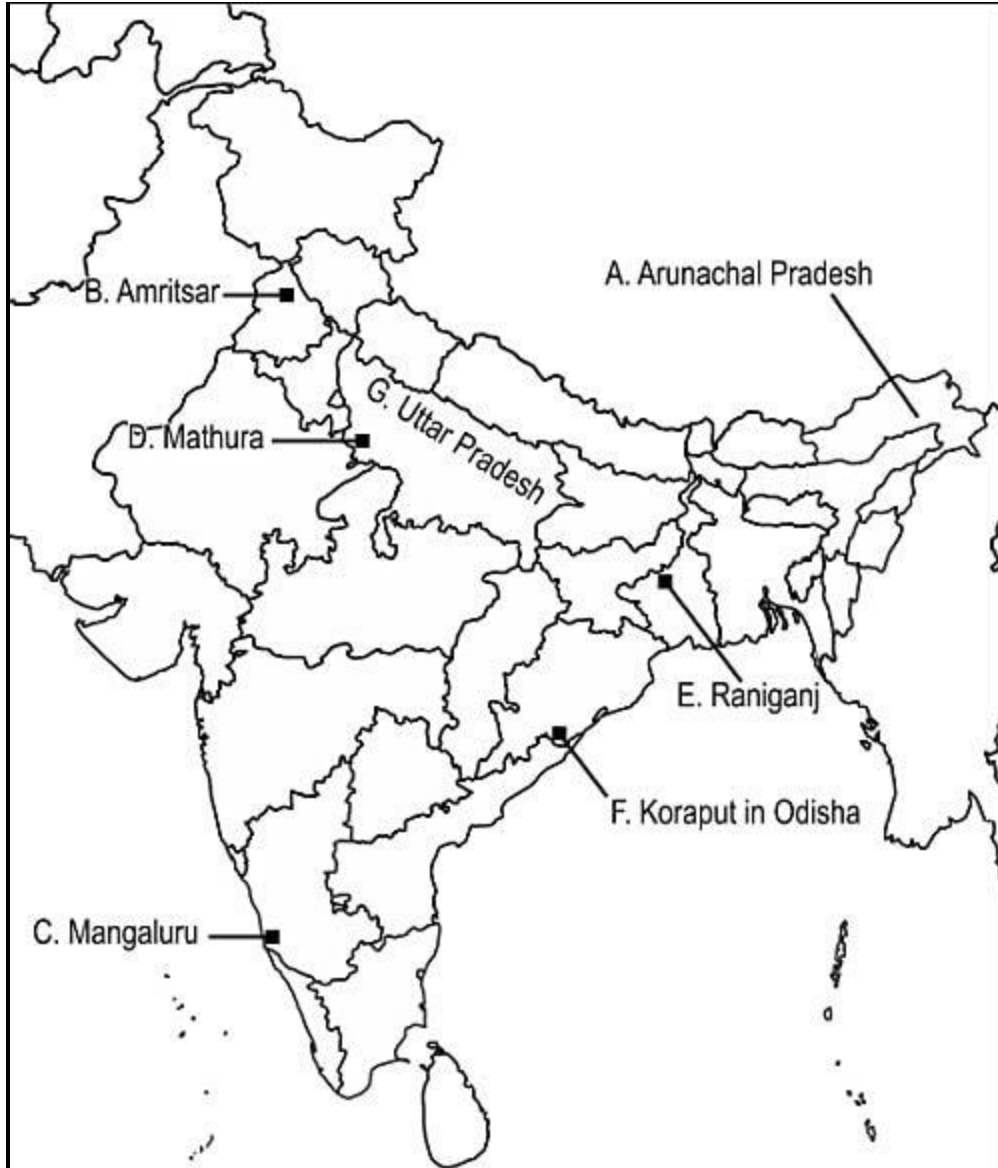 A. Arunachal Pradesh
B. Amritsar
G. Uttar Pradesh
D. Mathura
E. Raniganj
F. Koraput in Odisha
C. Mangaluru